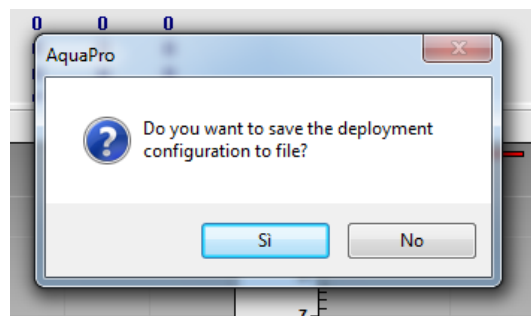 0 0 0
AquaPro
Do you want to save the deployment
configuration to file?
Sì
No